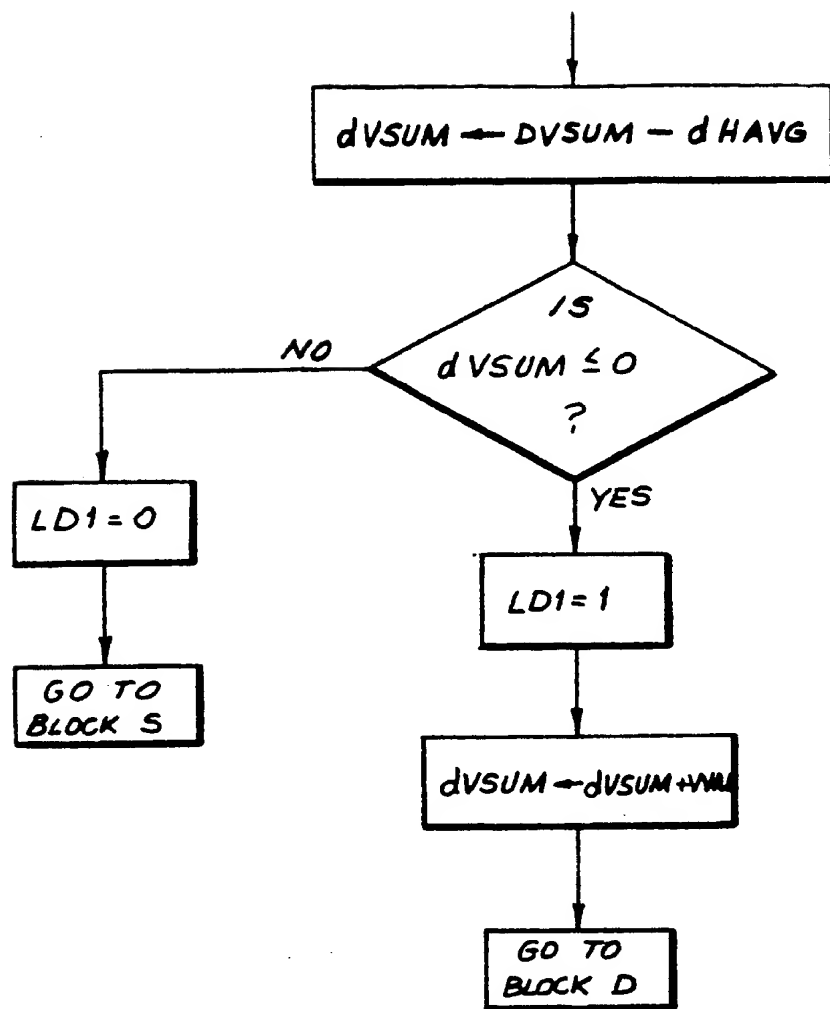 dVSUM ← DVSUM - dHAVG
IS
dVSUM ≤ 0
?
NO
YES
LD1 = 0
LD1 = 1
GO TO
BLOCK S
dVSUM ← dVSUM +
GO TO
BLOCK D